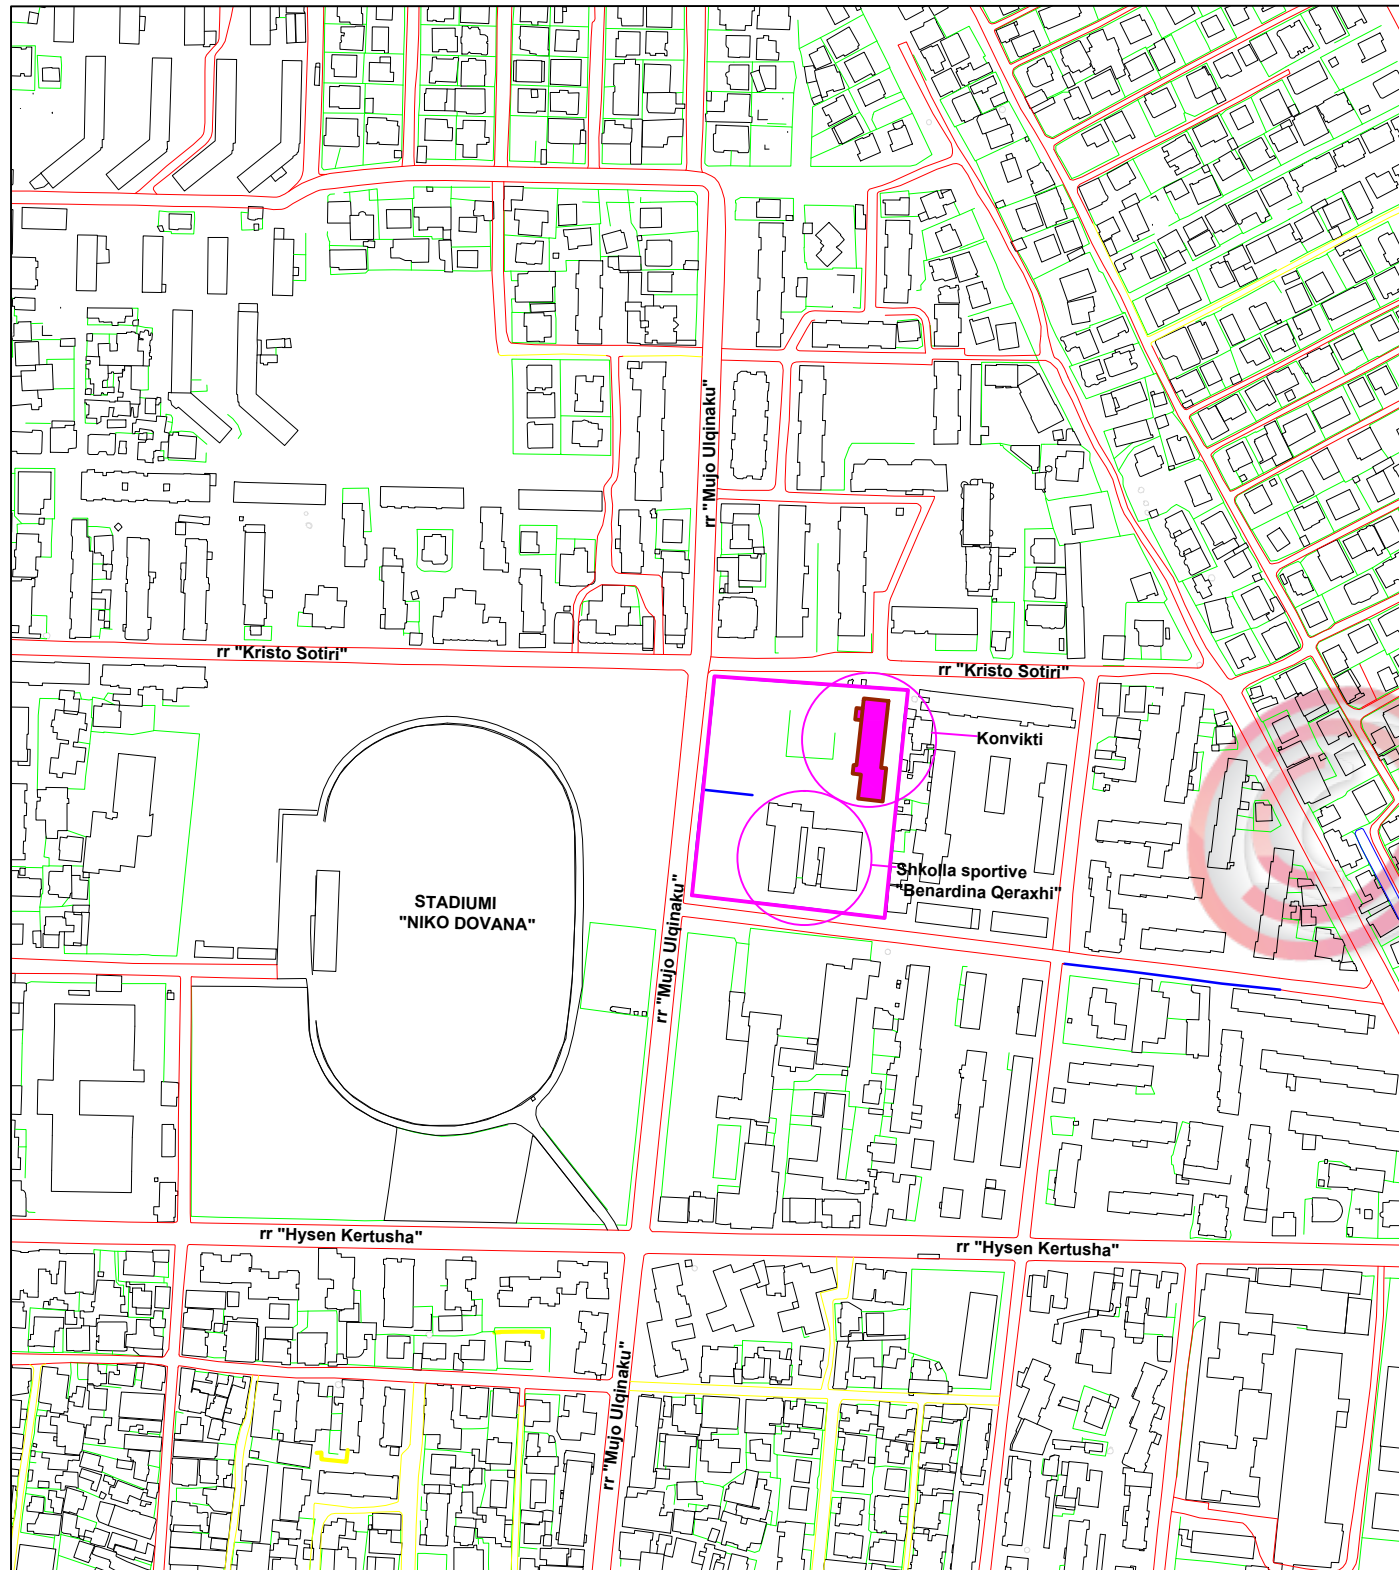 rr "Mujo Ulqinaku"
rr "Kristo Sotiri"
rr "Kristo Sotiri"
Konvikti
Shkolla sportive
"Benardina Qeraxhi"
STADIUMI
"NIKO DOVANA"
rr "Mujo Ulqinaku"
rr "Hysen Kertusha"
rr "Hysen Kertusha"
rr "Mujo Ulqinaku"